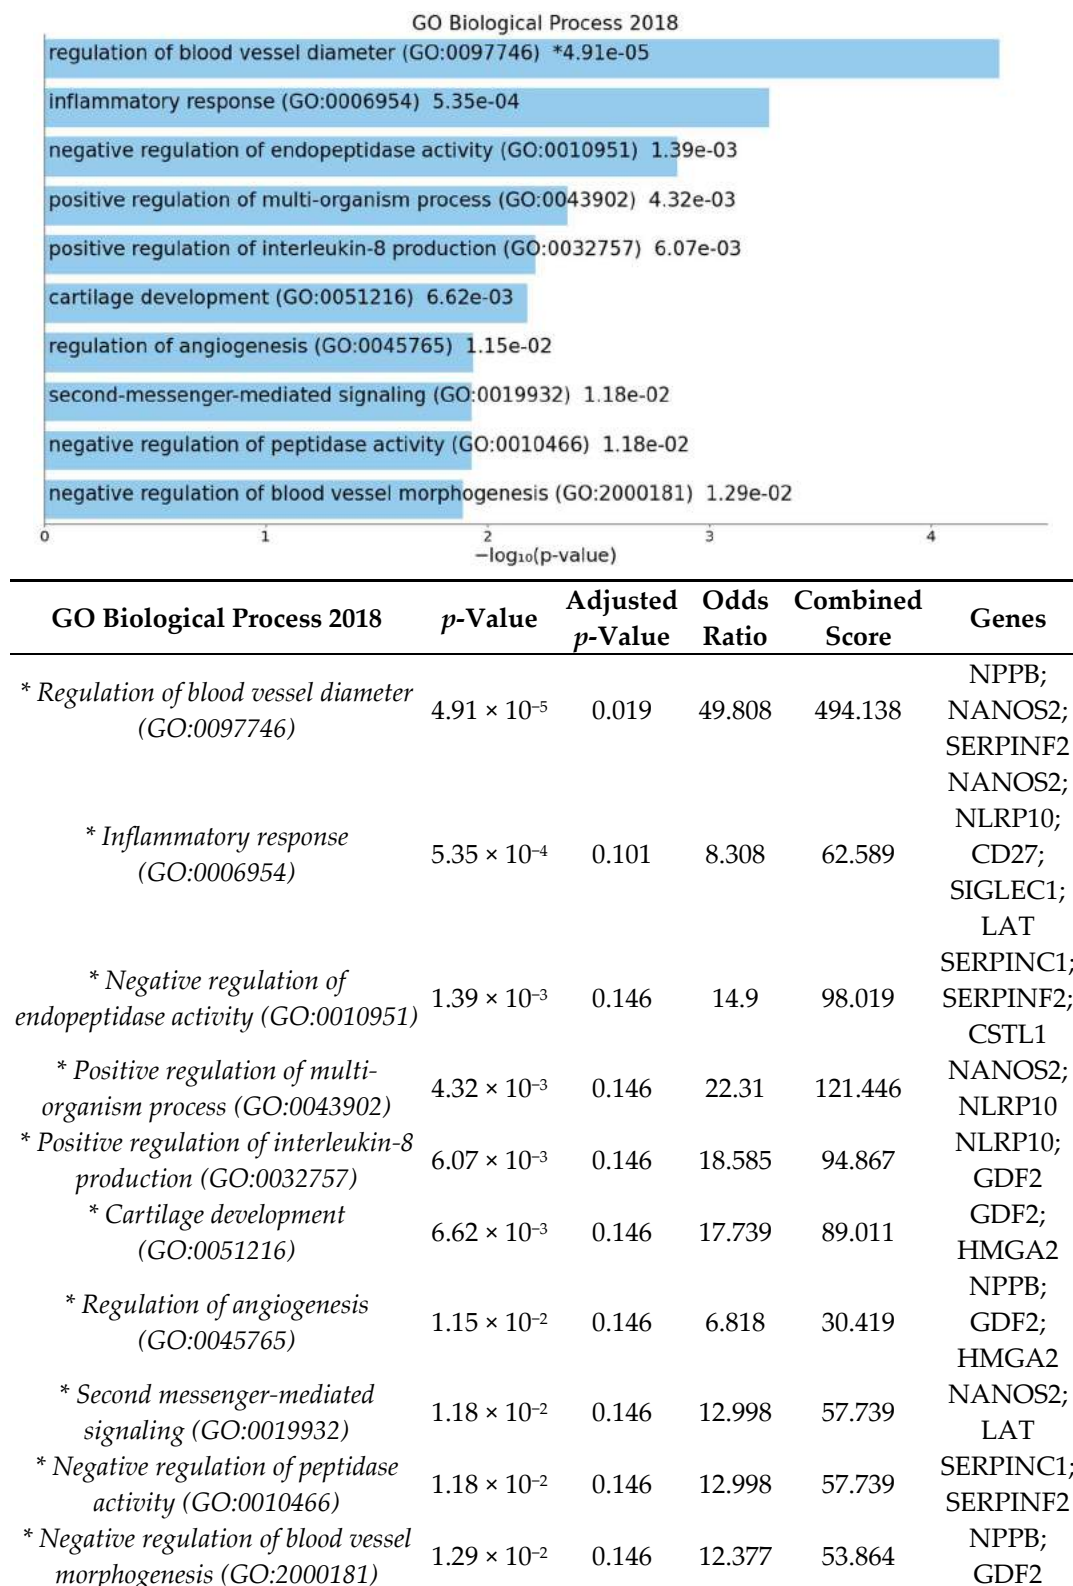 GO Biological Process 2018
regulation of blood vessel diameter (GO:0097746) *4.91e-05
inflammatory response (GO:0006954) 5.35e-04
negative regulation of endopeptidase activity (GO:0010951) 1.39e-03
positive regulation of multi-organism process (GO:0043902) 4.32e-03
positive regulation of interleukin-8 production (GO:0032757) 6.07e-03
cartilage development (GO:0051216) 6.62e-03
regulation of angiogenesis (GO:0045765) 1.15e-02
second-messenger-mediated signaling (GO:0019932) 1.18e-02
negative regulation of peptidase activity (GO:0010466) 1.18e-02
negative regulation of blood vessel morphogenesis (GO:2000181) 1.29e-02
0 1 2 3 4
−log₁₀(p-value)
GO Biological Process 2018 p-Value Adjusted p-Value Odds Ratio Combined Score Genes
* Regulation of blood vessel diameter (GO:0097746) 4.91 × 10⁻⁵ 0.019 49.808 494.138 NPPB; NANOS2; SERPINF2
* Inflammatory response (GO:0006954) 5.35 × 10⁻⁴ 0.101 8.308 62.589 NANOS2; NLRP10; CD27; SIGLEC1; LAT
* Negative regulation of endopeptidase activity (GO:0010951) 1.39 × 10⁻³ 0.146 14.9 98.019 SERPINC1; SERPINF2; CSTL1
* Positive regulation of multi-organism process (GO:0043902) 4.32 × 10⁻³ 0.146 22.31 121.446 NANOS2; NLRP10
* Positive regulation of interleukin-8 production (GO:0032757) 6.07 × 10⁻³ 0.146 18.585 94.867 NLRP10; GDF2
* Cartilage development (GO:0051216) 6.62 × 10⁻³ 0.146 17.739 89.011 GDF2; HMGA2
* Regulation of angiogenesis (GO:0045765) 1.15 × 10⁻² 0.146 6.818 30.419 NPPB; GDF2; HMGA2
* Second messenger-mediated signaling (GO:0019932) 1.18 × 10⁻² 0.146 12.998 57.739 NANOS2; LAT
* Negative regulation of peptidase activity (GO:0010466) 1.18 × 10⁻² 0.146 12.998 57.739 SERPINC1; SERPINF2
* Negative regulation of blood vessel morphogenesis (GO:2000181) 1.29 × 10⁻² 0.146 12.377 53.864 NPPB; GDF2